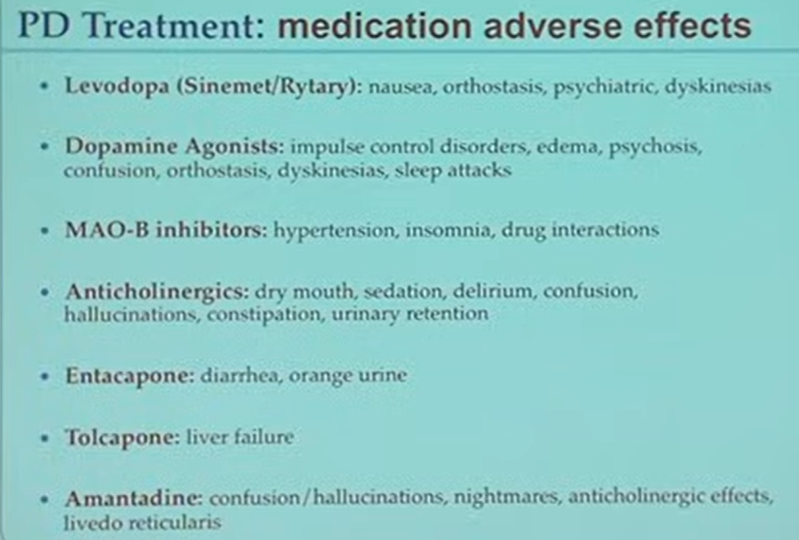 PD Treatment: medication adverse effects
• Levodopa (Sinemet/Rytary): nausea, orthostasis, psychiatric, dyskinesias
• Dopamine Agonists: impulse control disorders, edema, psychosis,
confusion, orthostasis, dyskinesias, sleep attacks
• MAO-B inhibitors: hypertension, insomnia, drug interactions
• Anticholinergics: dry mouth, sedation, delirium, confusion,
hallucinations, constipation, urinary retention
• Entacapone: diarrhea, orange urine
• Tolcapone: liver failure
• Amantadine: confusion/hallucinations, nightmares, anticholinergic effects,
livedo reticularis